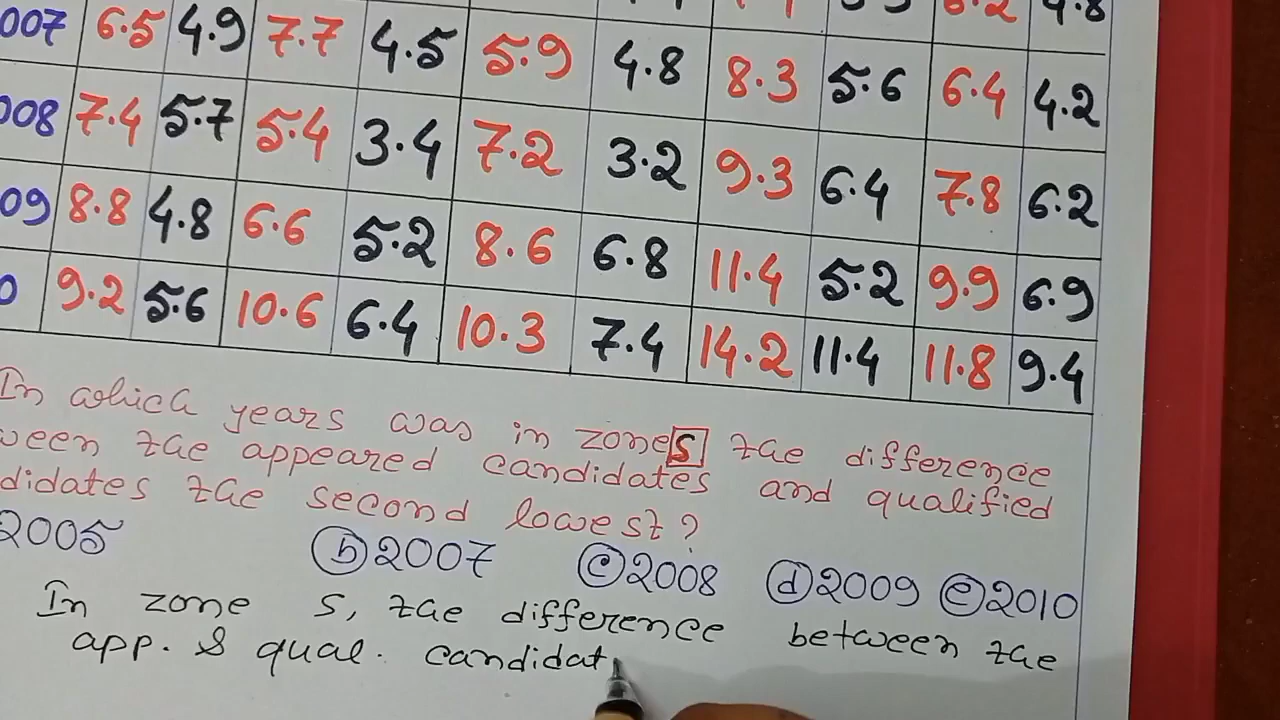 6.2 4.8
007 6.5 4.9 7.7 4.5 5.9 4.8 8.3 5.6 6.4 4.2
008 7.4 5.7 5.4 3.4 7.2 3.2 9.3 6.4 7.8 6.2
09 8.8 4.8 6.6 5.2 8.6 6.8 11.4 5.2 9.9 6.9
0 9.2 5.6 10.6 6.4 10.3 7.4 14.2 11.4 11.8 9.4
In which years was in zone S the difference
ween the appeared candidates and qualified
didates the second lowest?
2005 (b) 2007 (c) 2008 (d) 2009 (e) 2010
In zone S, the difference between the
app. & qual. candidat